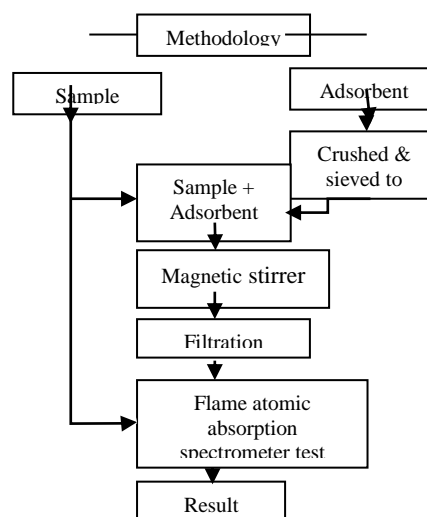 Methodology
Sample
Adsorbent
Crushed &
sieved to
Sample +
Adsorbent
Magnetic stirrer
Filtration
Flame atomic
absorption
spectrometer test
Result